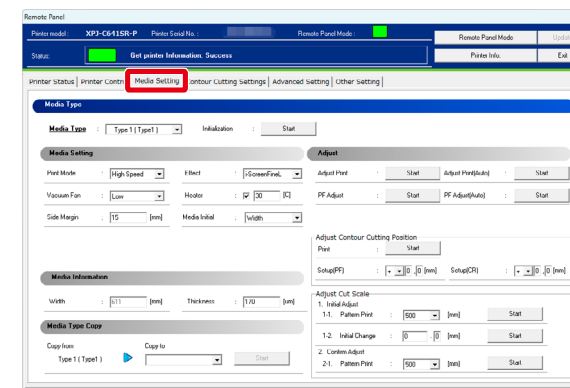 Remote Panel
Printer model : XPJ-C641SR-P Printer Serial No. : Remote Panel Mode : Remote Panel Mode Updat
Status: Get printer Information. Success Printer Info. Exit
Printer Status Printer Contr Media Setting Contour Cutting Settings Advanced Setting Other Setting
Media Type
Media Type : Type 1 ( Type1 ) Initialization : Start
Media Setting Adjust
Print Mode : High Speed Effect : +ScreenFineL Adjust Print : Start Adjust Print(Auto) : Start
Vacuum Fan : Low Heater : 30 [C] PF Adjust : Start PF Adjust(Auto) : Start
Side Margin : 15 [mm] Media Initial : Width
Adjust Contour Cutting Position
Print : Start
Setup(PF) : + 0 . 0 [mm] Setup(CR) : + 0 . 0 [mm]
Media Information
Width : 611 [mm] Thickness : 170 [um]
Adjust Cut Scale
1. Initial Adjust
1-1. Pattern Print : 500 [mm] Start
1-2. Initial Change : 0 . 0 [mm] Start
2. Confirm Adjust
2-1. Pattern Print : 500 [mm] Start
Media Type Copy
Copy from Copy to
Type 1 ( Type1 ) Start